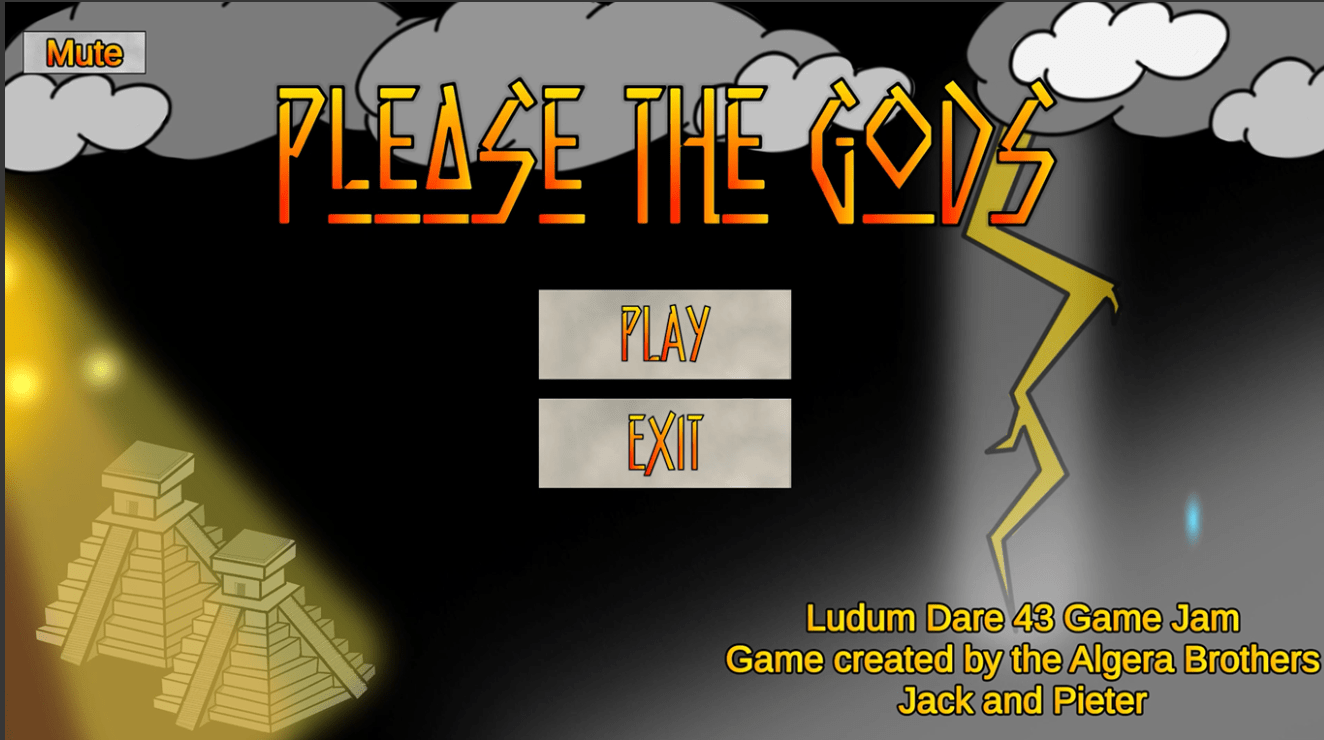 Mute
PLEASE THE GODS
PLAY
EXIT
Ludum Dare 43 Game Jam
Game created by the Algera Brothers
Jack and Pieter